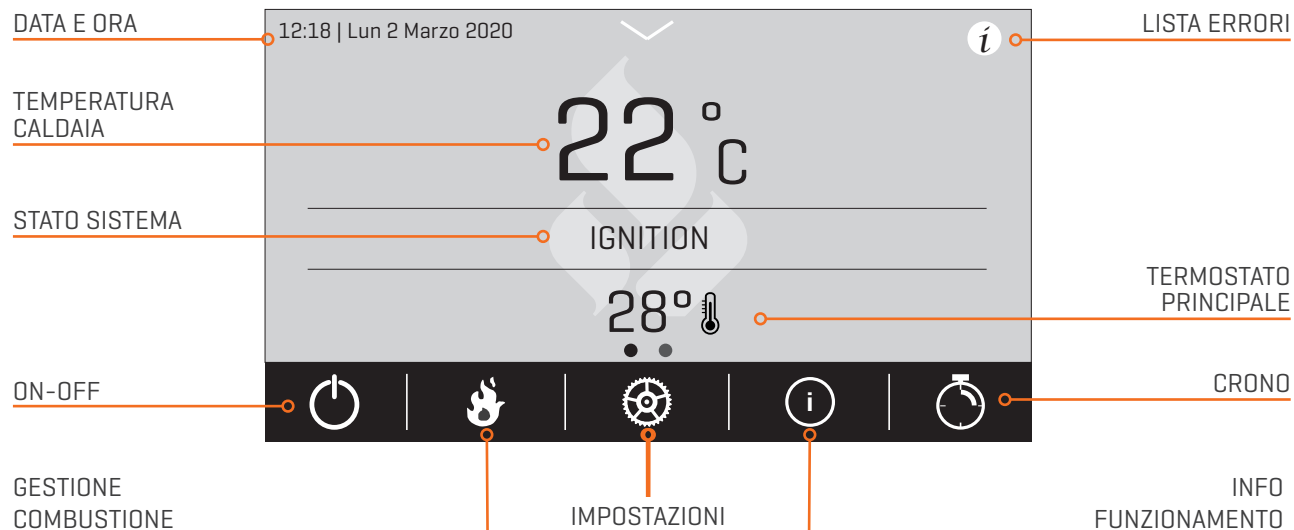 DATA E ORA
12:18 | Lun 2 Marzo 2020
i
LISTA ERRORI
TEMPERATURA
CALDAIA
22°C
STATO SISTEMA
IGNITION
28°
TERMOSTATO
PRINCIPALE
ON-OFF
i
CRONO
GESTIONE
COMBUSTIONE
IMPOSTAZIONI
INFO
FUNZIONAMENTO